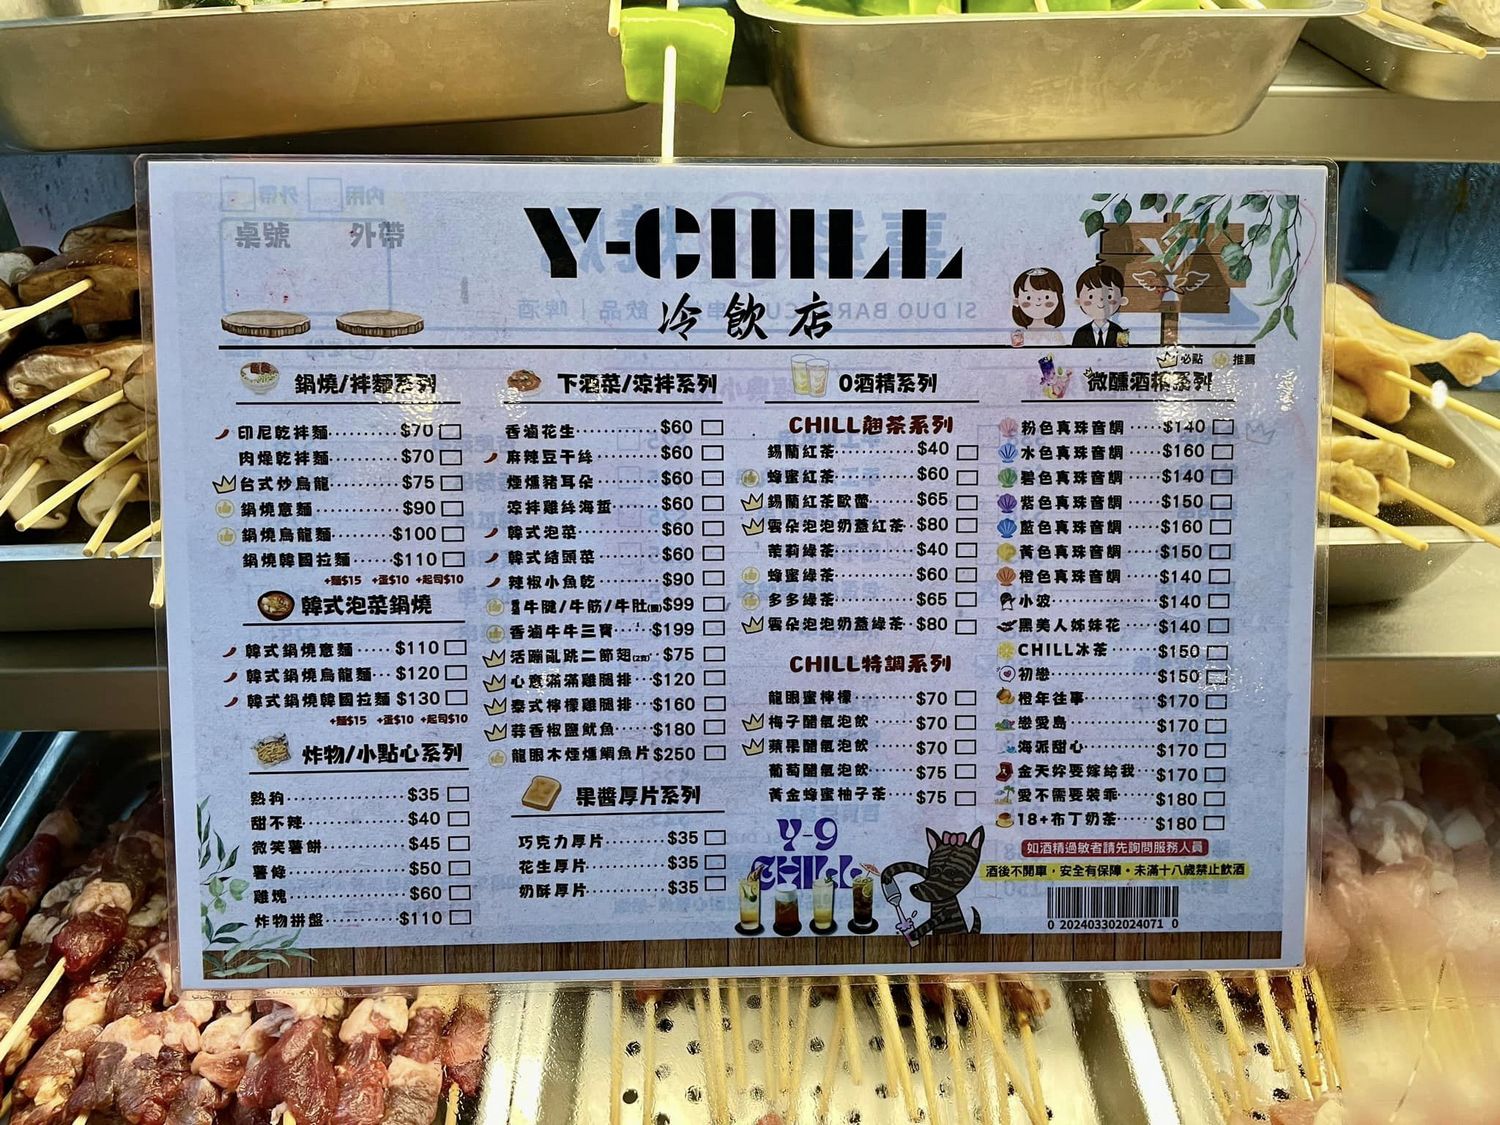 桌號 外帶
Y-CHILL
冷飲店
必點 推薦
鍋燒/拌麵系列
印尼乾拌麵 $70
肉燥乾拌麵 $70
台式炒烏龍 $75
鍋燒意麵 $90
鍋燒烏龍麵 $100
鍋燒韓國拉麵 $110
+麵$15 +蛋$10 +起司$10
韓式泡菜鍋燒
韓式鍋燒意麵 $110
韓式鍋燒烏龍麵 $120
韓式鍋燒韓國拉麵 $130
+麵$15 +蛋$10 +起司$10
炸物/小點心系列
熱狗 $35
甜不辣 $40
微笑薯餅 $45
薯條 $50
雞塊 $60
炸物拼盤 $110
下酒菜/涼拌系列
香滷花生 $60
麻辣豆干絲 $60
煙燻豬耳朵 $60
涼拌雞絲海蜇 $60
韓式泡菜 $60
韓式結頭菜 $60
辣椒小魚乾 $90
牛腱/牛筋/牛肚 $99
香滷牛牛三寶 $199
活蹦亂跳二節翅 $75
心意滿滿雞腿排 $120
泰式檸檬雞腿排 $160
蒜香椒鹽魷魚 $180
龍眼木煙燻鯛魚片 $250
果醬厚片系列
巧克力厚片 $35
花生厚片 $35
奶酥厚片 $35
0酒精系列
CHILL翹茶系列
錫蘭紅茶 $40
蜂蜜紅茶 $60
錫蘭紅茶歐蕾 $65
雲朵泡泡奶蓋紅茶 $80
茉莉綠茶 $40
蜂蜜綠茶 $60
多多綠茶 $65
雲朵泡泡奶蓋綠茶 $80
CHILL特調系列
龍眼蜜檸檬 $70
梅子醋氣泡飲 $70
蘋果醋氣泡飲 $70
葡萄醋氣泡飲 $75
黃金蜂蜜柚子茶 $75
Y-9
CHILL
微醺酒精系列
粉色真珠音調 $140
水色真珠音調 $160
碧色真珠音調 $140
紫色真珠音調 $150
藍色真珠音調 $160
黃色真珠音調 $150
橙色真珠音調 $140
小波 $140
黑美人姊妹花 $140
CHILL冰茶 $150
初戀 $150
橙年往事 $170
戀愛島 $170
海派甜心 $170
金天妳要嫁給我 $170
愛不需要裝乖 $180
18+布丁奶茶 $180
如酒精過敏者請先詢問服務人員
酒後不開車，安全有保障・未滿十八歲禁止飲酒
0 202403302024071 0